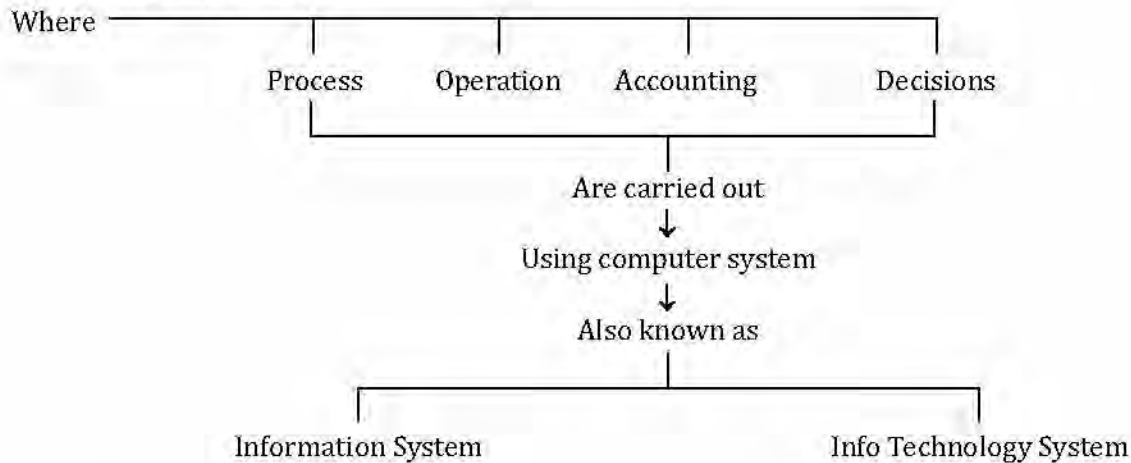 Where
Process Operation Accounting Decisions
Are carried out
Using computer system
Also known as
Information System Info Technology System